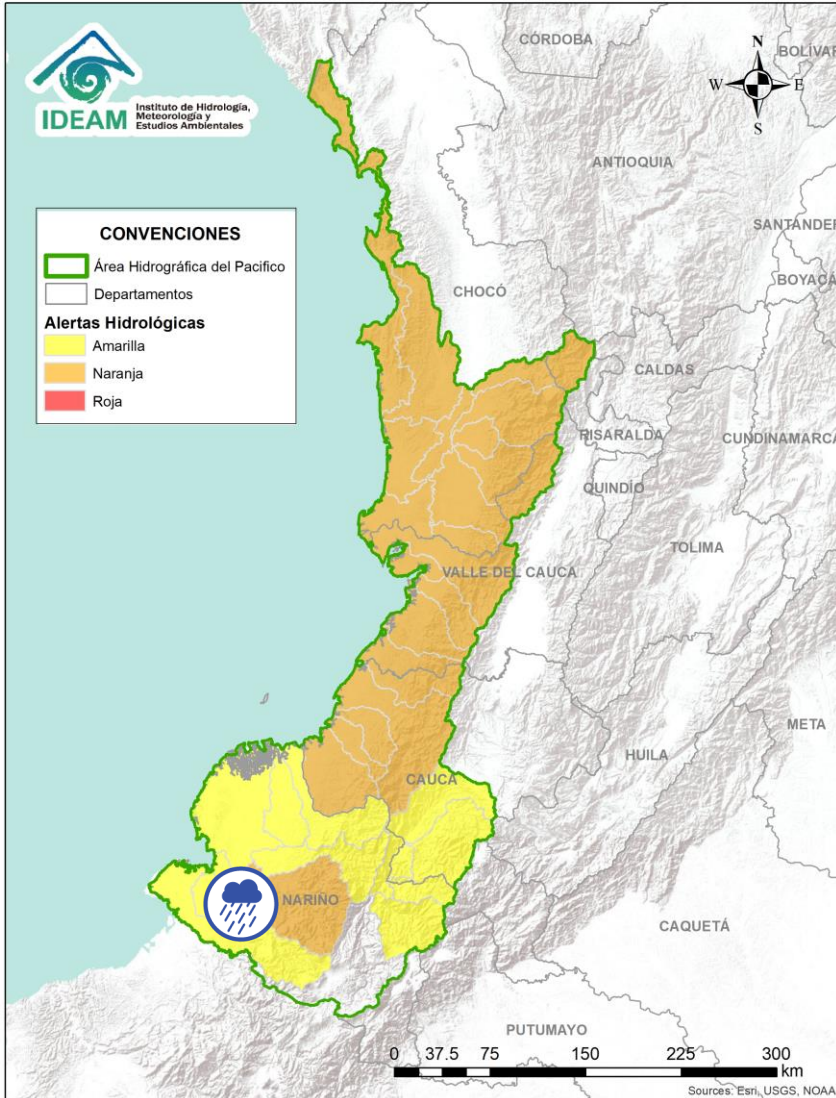 IDEAM
Instituto de Hidrología,
Meteorología y
Estudios Ambientales
CÓRDOBA
BOLÍVAR
N
W
E
S
ANTIOQUIA
SANTANDER
BOYACÁ
CHOCÓ
CONVENCIONES
Área Hidrográfica del Pacifico
Departamentos
Alertas Hidrológicas
Amarilla
Naranja
Roja
CALDAS
RISARALDA
CUNDINAMARCA
QUINDÍO
TOLIMA
VALLE DEL CAUCA
META
HUILA
CAUCA
NARIÑO
CAQUETÁ
PUTUMAYO
0 37.5 75 150 225 300
km
Sources: Esri, USGS, NOAA